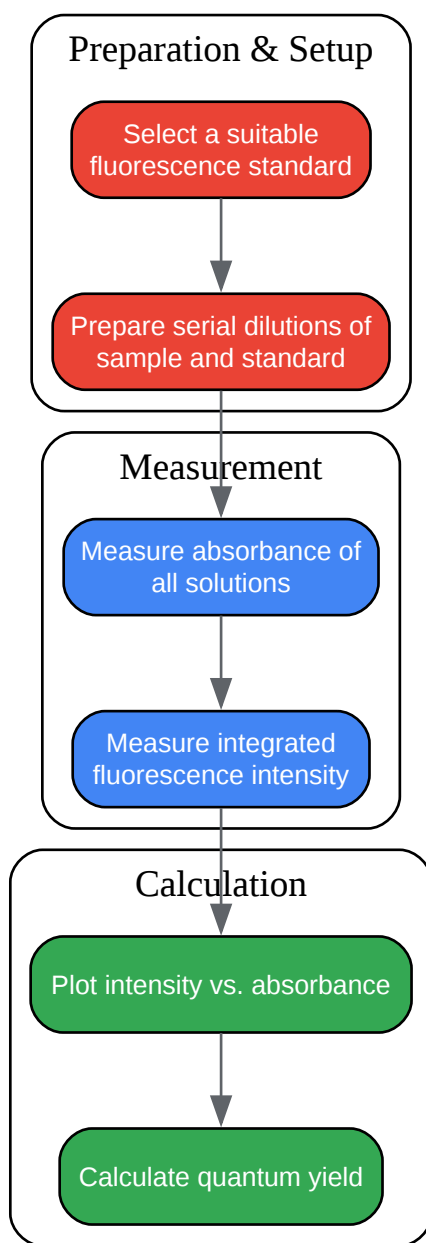 Preparation & Setup
Select a suitable
fluorescence standard
Prepare serial dilutions of
sample and standard
Measurement
Measure absorbance of
all solutions
Measure integrated
fluorescence intensity
Calculation
Plot intensity vs. absorbance
Calculate quantum yield